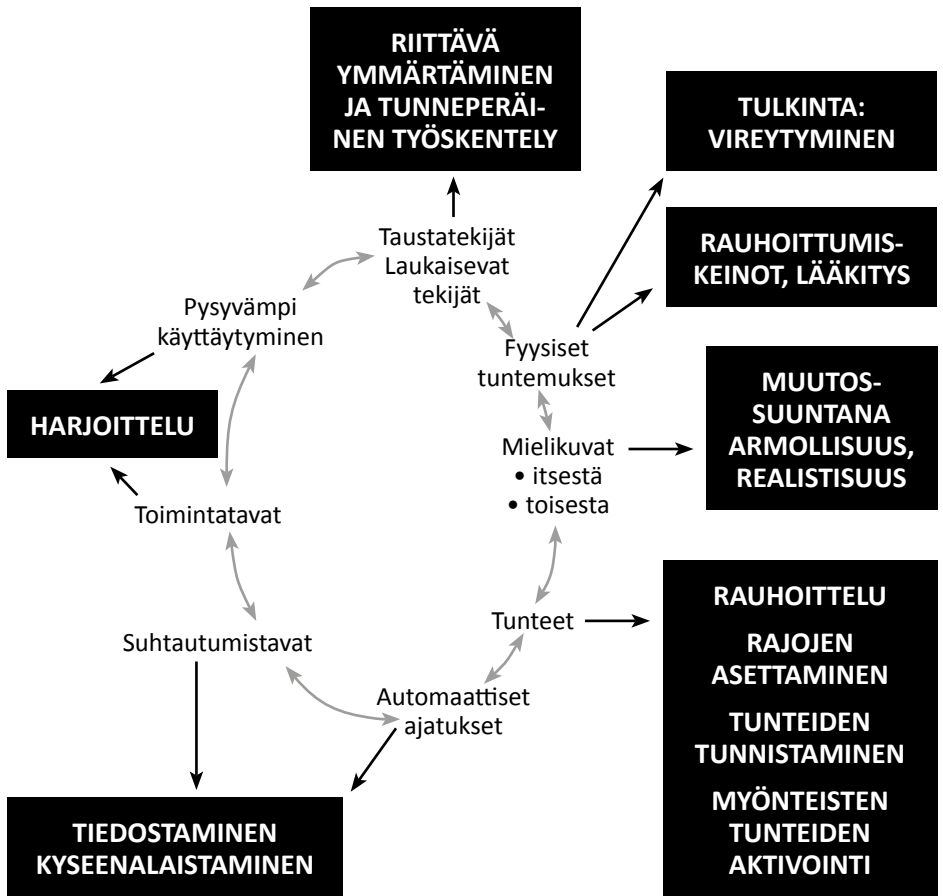 RIITTÄVÄ
YMMÄRTÄMINEN
JA TUNNEPERÄI-
NEN TYÖSKENTELY
TULKINTA:
VIREYTYMINEN
RAUHOITTUMIS-
KEINOT, LÄÄKITYS
Taustatekijät
Laukaisevat
tekijät
Pysyvämpi
käyttäytyminen
Fyysiset
tuntemukset
MUUTOS-
SUUNTANA
ARMOLLISUUS,
REALISTISUUS
HARJOITTELU
Mielikuvat
• itsestä
• toisesta
Toimintatavat
Tunteet
RAUHOITTELU
RAJOJEN
ASETTAMINEN
TUNTEIDEN
TUNNISTAMINEN
MYÖNTEISTEN
TUNTEIDEN
AKTIVOINTI
Suhtautumistavat
Automaattiset
ajatukset
TIEDOSTAMINEN
KYSEENALAISTAMINEN